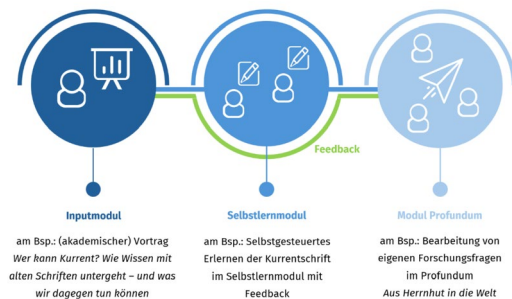 Feedback
Inputmodul
am Bsp.: (akademischer) Vortrag
Wer kann Kurrent? Wie Wissen mit
alten Schriften untergeht – und was
wir dagegen tun können
Selbstlernmodul
am Bsp.: Selbstgesteuertes
Erlernen der Kurrentschrift
im Selbstlernmodul mit
Feedback
Modul Profundum
am Bsp.: Bearbeitung von
eigenen Forschungsfragen
im Profundum
Aus Herrnhut in die Welt